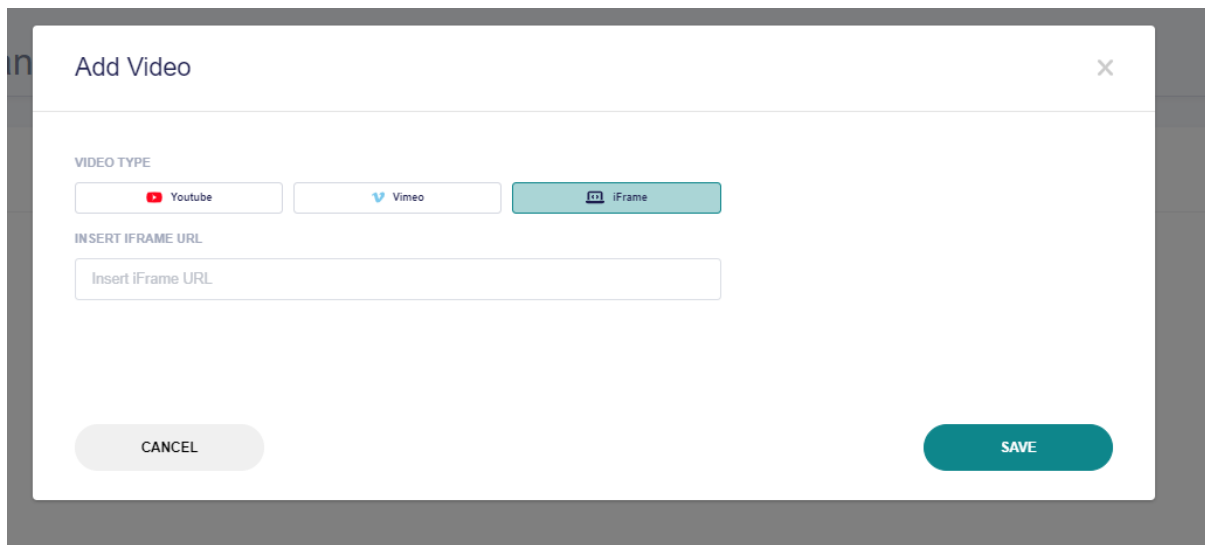 Add Video
VIDEO TYPE
Youtube
Vimeo
iFrame
INSERT IFRAME URL
Insert iFrame URL
CANCEL
SAVE